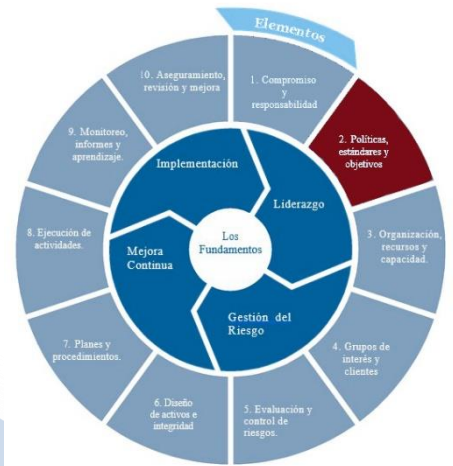 Elementos
1. Compromiso
y
responsabilidad
2. Políticas,
estándares y
objetivos
3. Organización,
recursos y
capacidad.
4. Grupos de
interés y
clientes
5. Evaluación y
control de
riesgos.
6. Diseño
de activos e
integridad
7. Planes y
procedimientos.
8. Ejecución de
actividades.
9. Monitoreo,
informes y
aprendizaje.
10. Aseguramiento,
revisión y mejora
Implementación
Liderazgo
Los
Fundamentos
Mejora
Continua
Gestión del
Riesgo